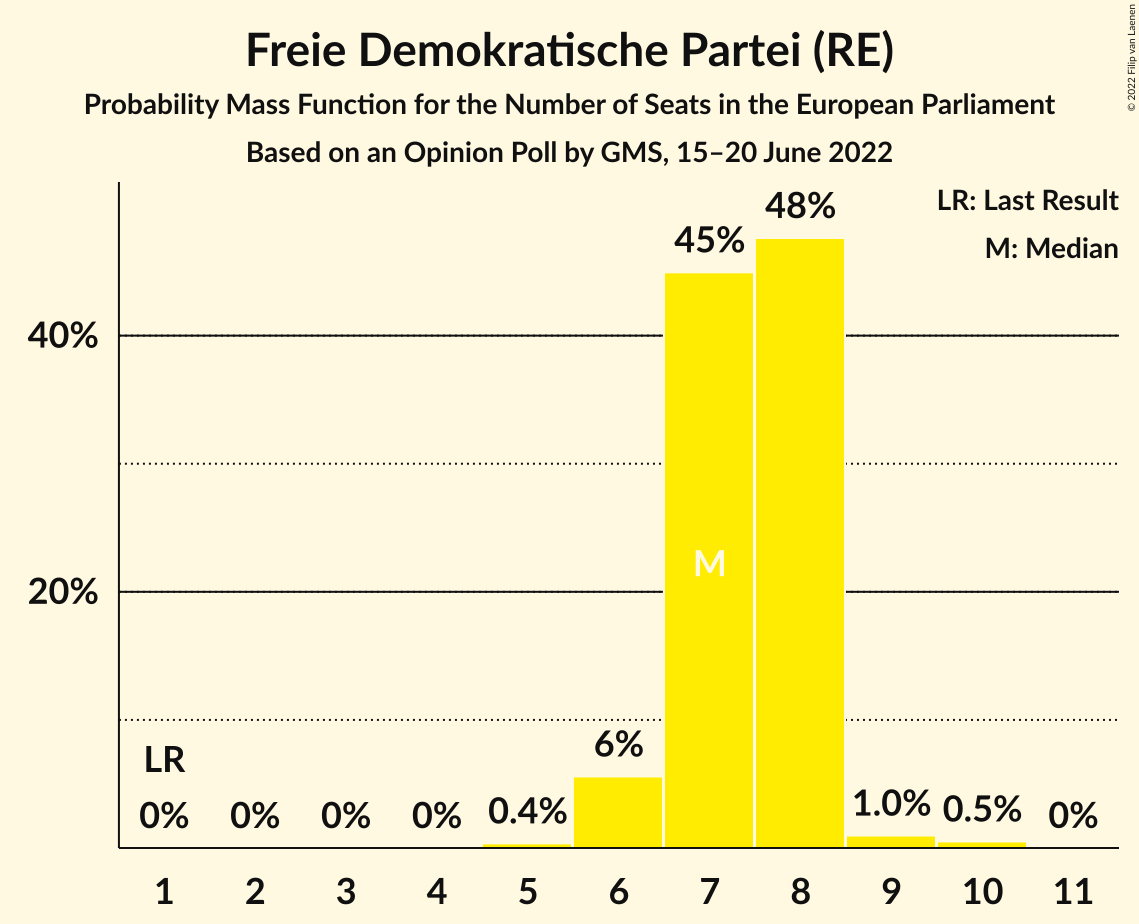 Freie Demokratische Partei (RE)
Probability Mass Function for the Number of Seats in the European Parliament
Based on an Opinion Poll by GMS, 15–20 June 2022
© 2022 Filip van Laenen
LR: Last Result
M: Median
48%
45%
40%
M
20%
LR
6%
0% 0% 0% 0% 0.4% 1.0% 0.5% 0%
1 2 3 4 5 6 7 8 9 10 11